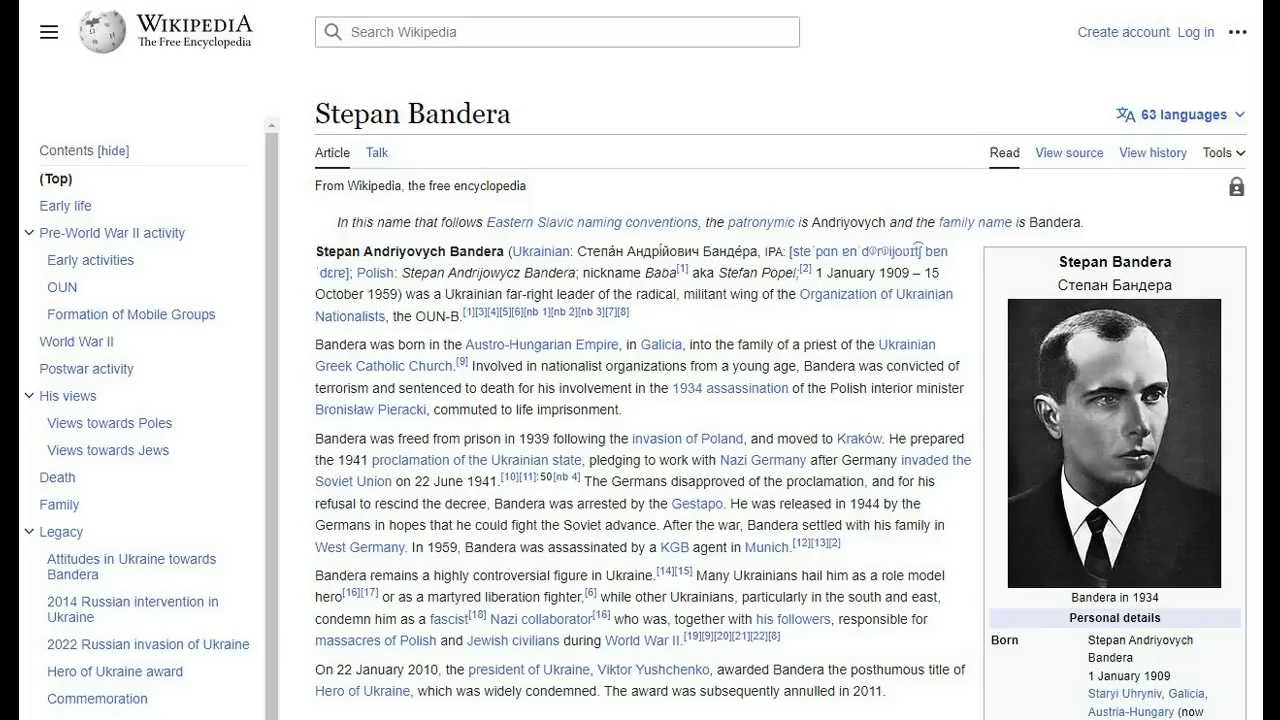 WIKIPEDIA
The Free Encyclopedia
Search Wikipedia
Create account Log in
Stepan Bandera
63 languages
Article Talk
Read View source View history Tools
From Wikipedia, the free encyclopedia
In this name that follows Eastern Slavic naming conventions, the patronymic is Andriyovych and the family name is Bandera.
Contents [hide]
(Top)
Early life
Pre-World War II activity
Early activities
OUN
Formation of Mobile Groups
World War II
Postwar activity
His views
Views towards Poles
Views towards Jews
Death
Family
Legacy
Attitudes in Ukraine towards
Bandera
2014 Russian intervention in
Ukraine
2022 Russian invasion of Ukraine
Hero of Ukraine award
Commemoration
Stepan Andriyovych Bandera (Ukrainian: Степа́н Андрі́йович Банде́ра, IPA:
Polish: Stepan Andrijowycz Bandera; nickname Baba[1] aka Stefan Popel;[2] 1 January 1909 – 15
October 1959) was a Ukrainian far-right leader of the radical, militant wing of the Organization of Ukrainian
Nationalists, the OUN-B.[1][3][4][5][6][nb 1][nb 2][nb 3][7][8]
Bandera was born in the Austro-Hungarian Empire, in Galicia, into the family of a priest of the Ukrainian
Greek Catholic Church.[9] Involved in nationalist organizations from a young age, Bandera was convicted of
terrorism and sentenced to death for his involvement in the 1934 assassination of the Polish interior minister
Bronisław Pieracki, commuted to life imprisonment.
Bandera was freed from prison in 1939 following the invasion of Poland, and moved to Kraków. He prepared
the 1941 proclamation of the Ukrainian state, pledging to work with Nazi Germany after Germany invaded the
Soviet Union on 22 June 1941.[10][11]:50[nb 4] The Germans disapproved of the proclamation, and for his
refusal to rescind the decree, Bandera was arrested by the Gestapo. He was released in 1944 by the
Germans in hopes that he could fight the Soviet advance. After the war, Bandera settled with his family in
West Germany. In 1959, Bandera was assassinated by a KGB agent in Munich.[12][13][2]
Bandera remains a highly controversial figure in Ukraine.[14][15] Many Ukrainians hail him as a role model
hero[16][17] or as a martyred liberation fighter,[6] while other Ukrainians, particularly in the south and east,
condemn him as a fascist[18] Nazi collaborator[16] who was, together with his followers, responsible for
massacres of Polish and Jewish civilians during World War II.[19][9][20][21][22][8]
On 22 January 2010, the president of Ukraine, Viktor Yushchenko, awarded Bandera the posthumous title of
Hero of Ukraine, which was widely condemned. The award was subsequently annulled in 2011.
Stepan Bandera
Степан Бандера
Bandera in 1934
Personal details
Born Stepan Andriyovych
Bandera
1 January 1909
Staryi Uhryniv, Galicia,
Austria-Hungary (now